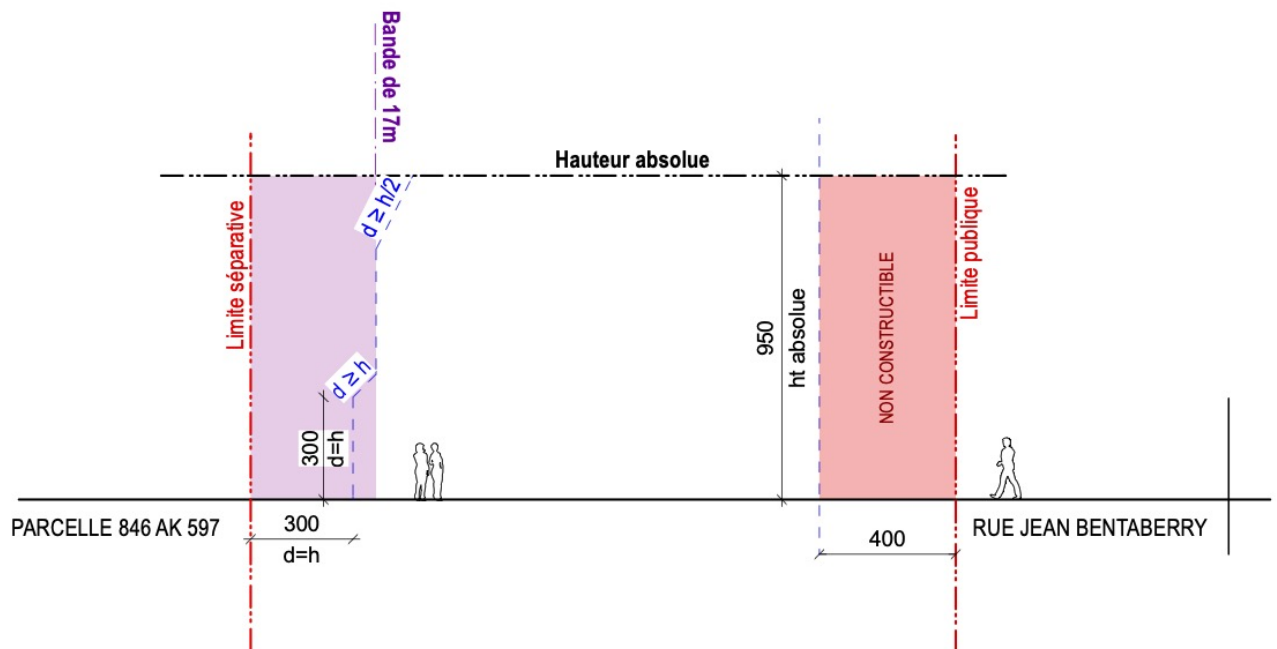 Bande de 17m
Hauteur absolue
Limite séparative
d ≥ h/2
d ≥ h
300
d=h
950
ht absolue
NON CONSTRUCTIBLE
Limite publique
PARCELLE 846 AK 597
300
d=h
400
RUE JEAN BENTABERRY